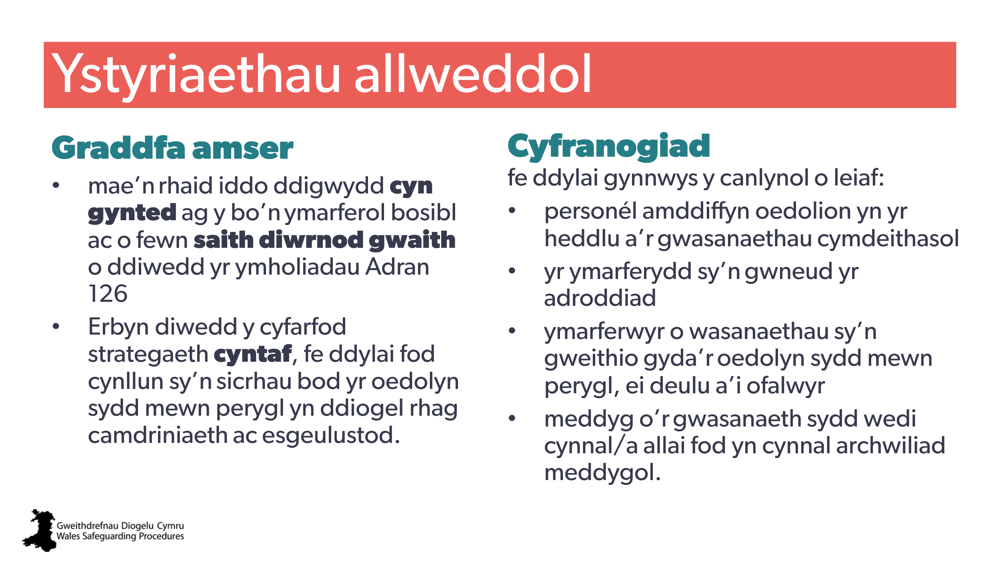 Ystyriaethau allweddol
Graddfa amser
• mae'n rhaid iddo ddigwydd cyn
gynted ag y bo'n ymarferol bosibl
ac o fewn saith diwrnod gwaith
o ddiwedd yr ymholiadau Adran
126
• Erbyn diwedd y cyfarfod
strategaeth cyntaf, fe ddylai fod
cynllun sy'n sicrhau bod yr oedolyn
sydd mewn perygl yn ddiogel rhag
camdriniaeth ac esgeulustod.
Cyfranogiad
fe ddylai gynnwys y canlynol o leiaf:
• personél amddiffyn oedolion yn yr
heddlu a'r gwasanaethau cymdeithasol
• yr ymarferydd sy'n gwneud yr
adroddiad
• ymarferwyr o wasanaethau sy'n
gweithio gyda'r oedolyn sydd mewn
perygl, ei deulu a'i ofalwyr
• meddyg o'r gwasanaeth sydd wedi
cynnal/a allai fod yn cynnal archwiliad
meddygol.
Gweithdrefnau Diogelu Cymru
Wales Safeguarding Procedures